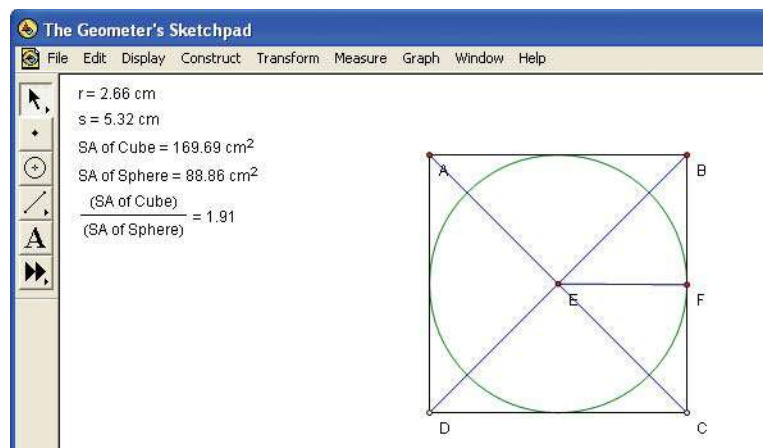 The Geometer's Sketchpad
File Edit Display Construct Transform Measure Graph Window Help
r = 2.66 cm
s = 5.32 cm
SA of Cube = 169.69 cm²
SA of Sphere = 88.86 cm²
(SA of Cube)
(SA of Sphere) = 1.91
A
B
E
F
D
C
A